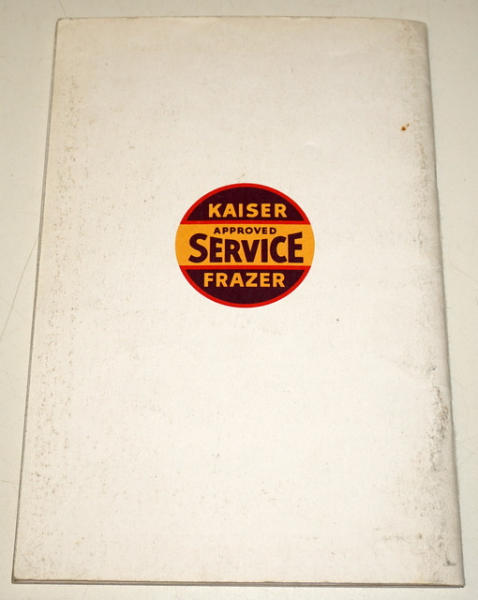 KAISER
APPROVED
SERVICE
FRAZER